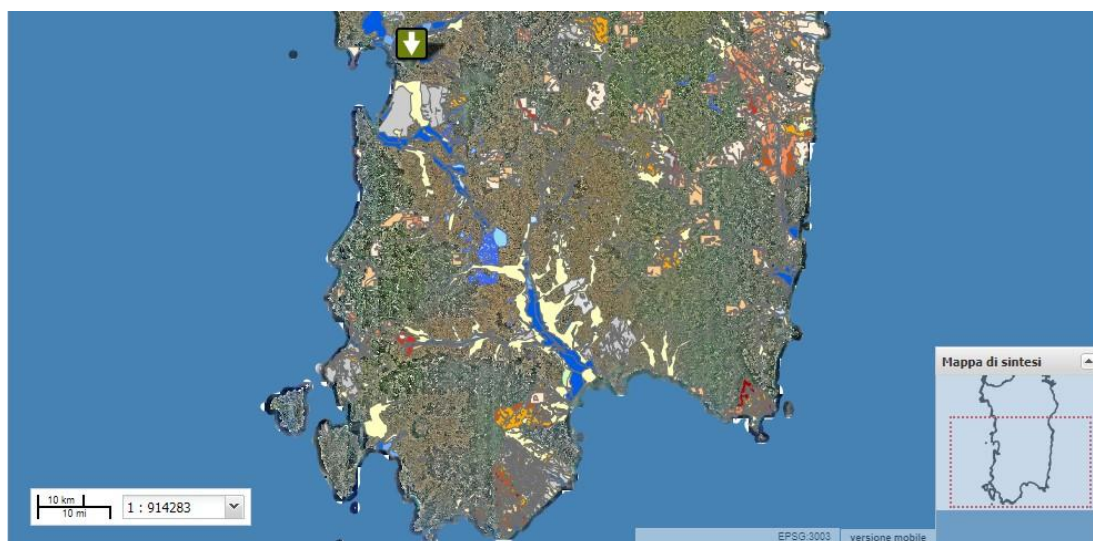 Mappa di sintesi
10 km
10 mi
1 : 914283
EPSG:3003
versione mobile